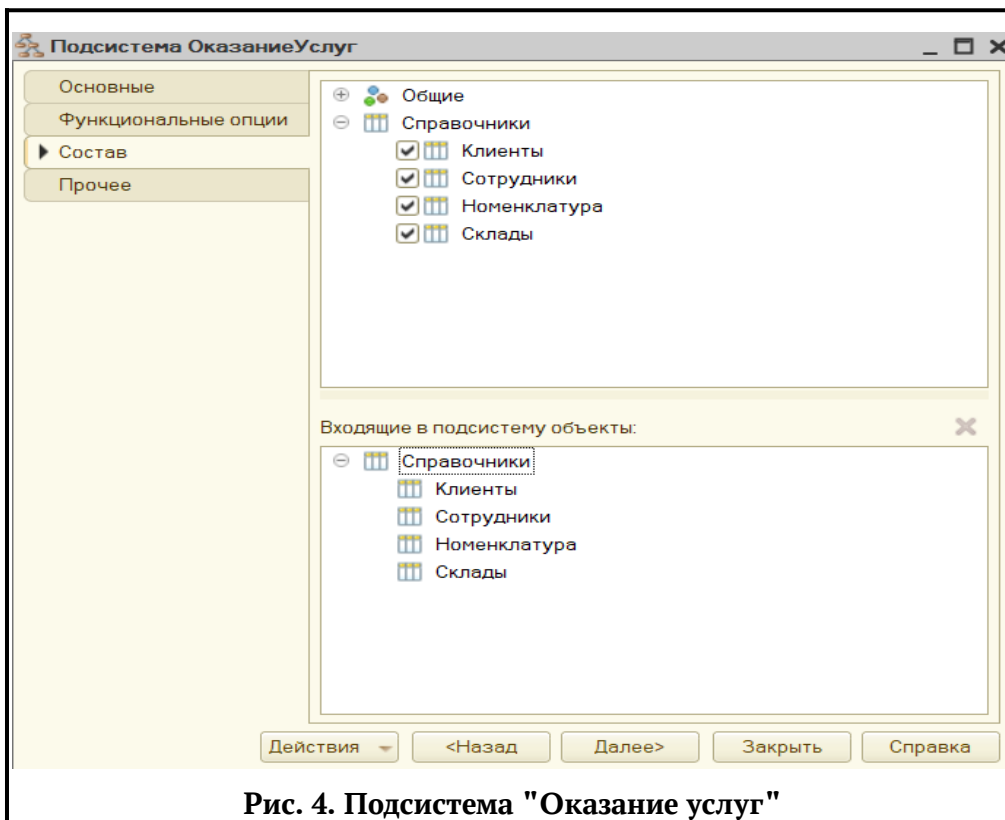 Подсистема ОказаниеУслуг
Основные
Функциональные опции
Состав
Прочее
Общие
Справочники
Клиенты
Сотрудники
Номенклатура
Склады
Входящие в подсистему объекты:
Справочники
Клиенты
Сотрудники
Номенклатура
Склады
Действия <Назад Далее> Закрыть Справка
Рис. 4. Подсистема "Оказание услуг"